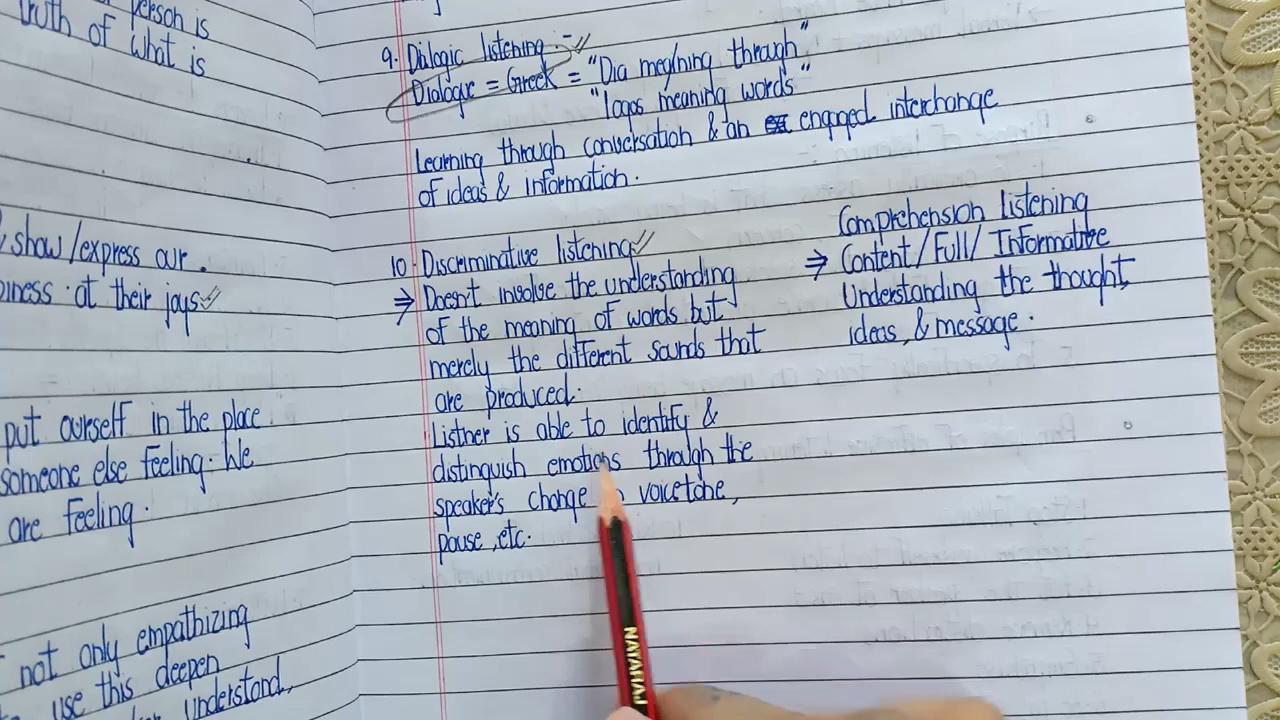 person is
truth of what is
show/express our.
at their joys
put ourself in the place.
someone else feeling. We
are feeling.
not only empathizing
use this deepen
understand,
9. Dialogic listening :-
Dialogue = Greek = "Dia meaning through"
"logos meaning words"
Learning through conversation & an engaged interchange
of ideas & information.
10. Discriminative listening
⇒ Doesn't involve the understanding
of the meaning of words but
merely the different sounds that
are produced.
Listner is able to identify &
distinguish emotions through the
speaker's change voice tone,
pause, etc.
Comprehension listening
⇒ Content/Full/Informative
Understanding the thought,
ideas, & message.
NATARAJ